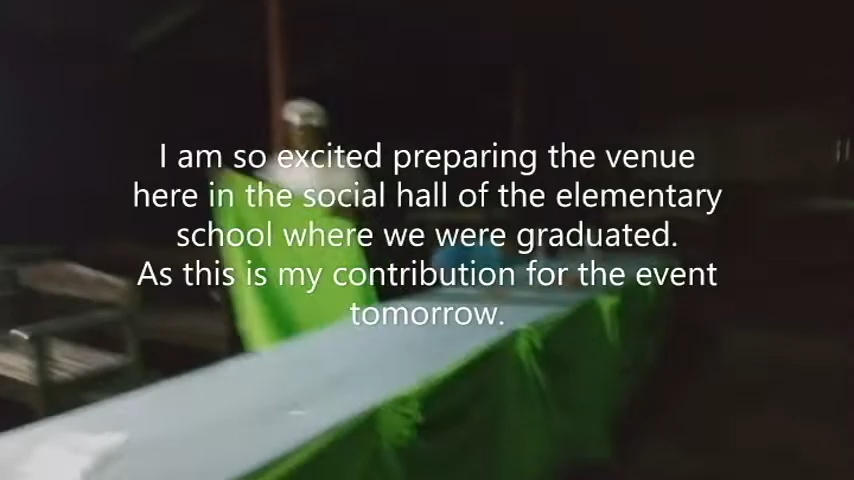 I am so excited preparing the venue
here in the social hall of the elementary
school where we were graduated.
As this is my contribution for the event
tomorrow.